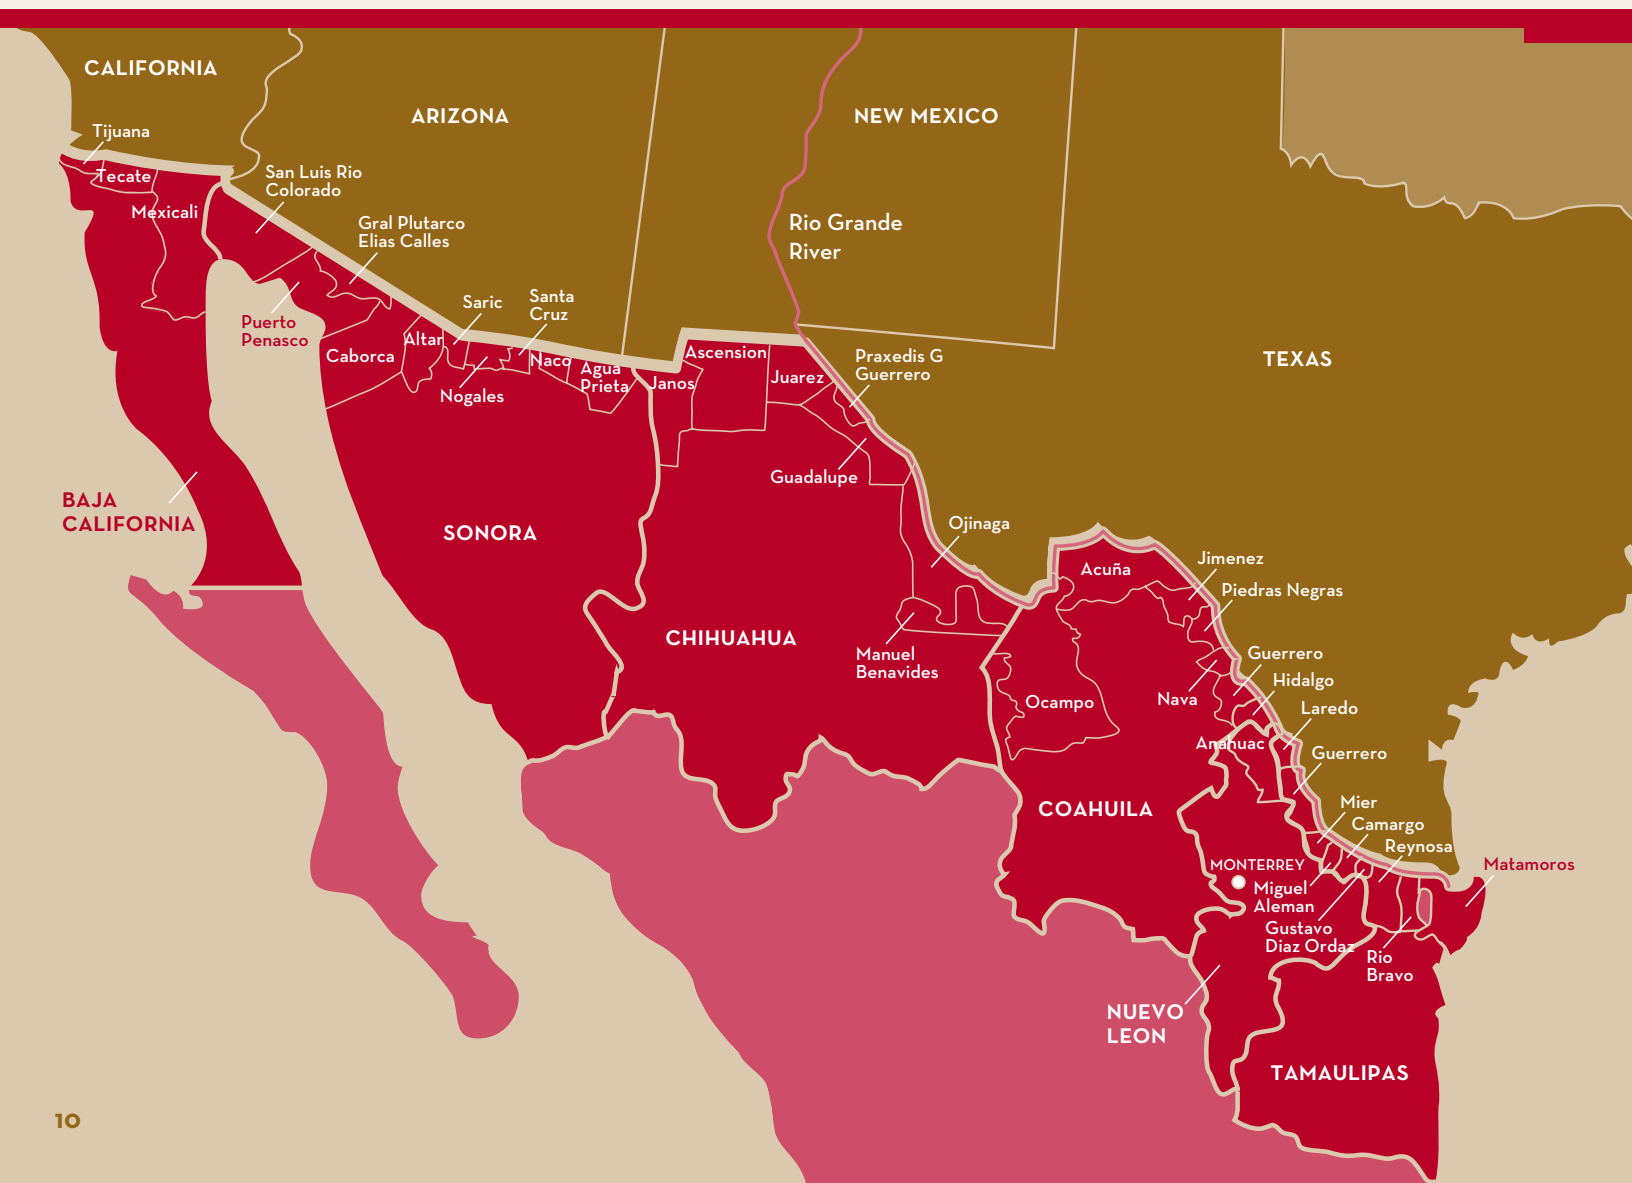 CALIFORNIA
ARIZONA
NEW MEXICO
Tijuana
Tecate
Mexicali
San Luis Rio
Colorado
Gral Plutarco
Elias Calles
Rio Grande
River
Puerto
Penasco
Saric
Santa
Cruz
Caborca
Altar
Nogales
Naco
Agua
Prieta
Janos
Ascension
Juarez
Praxedis G
Guerrero
TEXAS
Guadalupe
BAJA
CALIFORNIA
SONORA
Ojinaga
CHIHUAHUA
Manuel
Benavides
Acuña
Jimenez
Piedras Negras
Guerrero
Hidalgo
Nava
Ocampo
Laredo
Anahuac
Guerrero
COAHUILA
Mier
Camargo
Reynosa
MONTERREY
Matamoros
Miguel
Aleman
Gustavo
Diaz Ordaz
Rio
Bravo
NUEVO
LEON
TAMAULIPAS
10